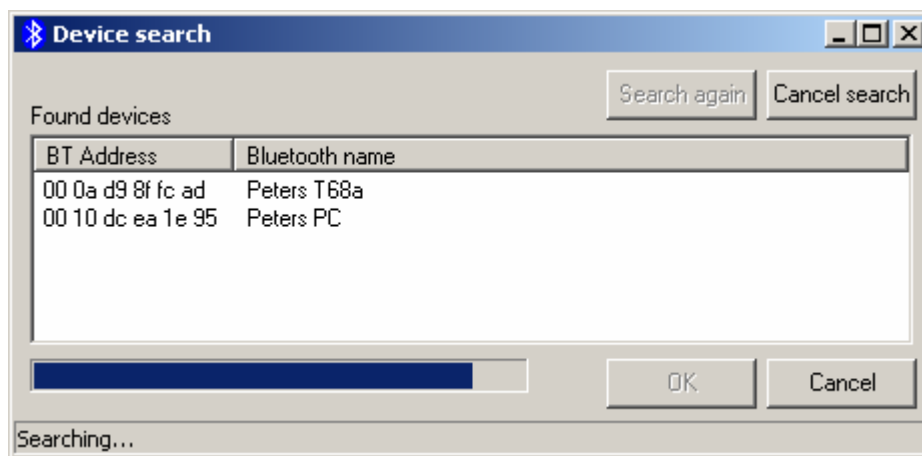 Device search
Search again
Cancel search
Found devices
BT Address Bluetooth name
00 0a d9 8f fc ad Peters T68a
00 10 dc ea 1e 95 Peters PC
OK
Cancel
Searching...